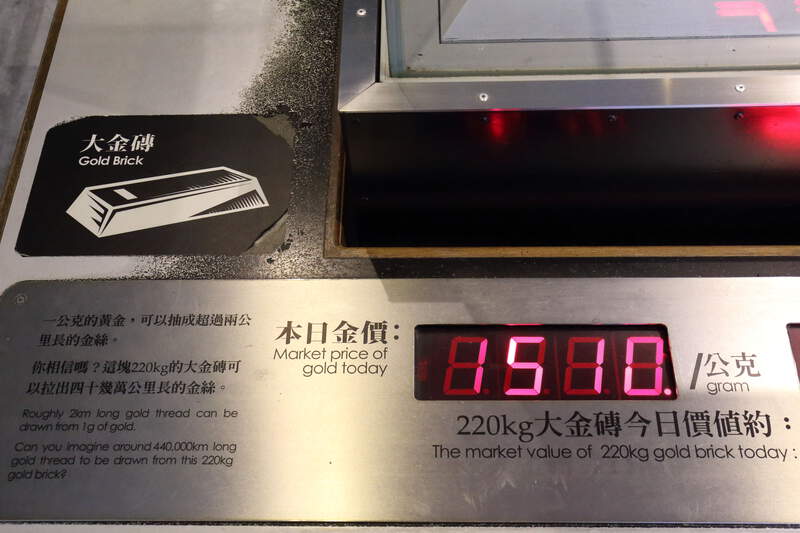 大金磚
Gold Brick
一公克的黃金，可以抽成超過兩公
里長的金絲。
你相信嗎？這塊220kg的大金磚可
以拉出四十幾萬公里長的金絲。
Roughly 2km long gold thread can be
drawn from 1g of gold.
Can you imagine around 440,000km long
gold thread to be drawn from this 220kg
gold brick?
本日金價：
Market price of
gold today
1510
/公克
gram
220kg大金磚今日價值約：
The market value of 220kg gold brick today :